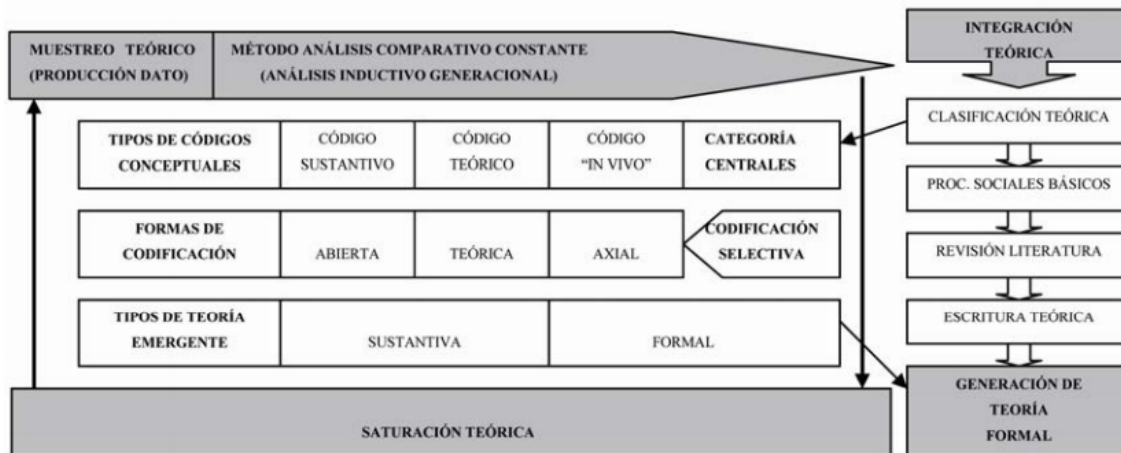 MUESTREO TEÓRICO
(PRODUCCIÓN DATO)
MÉTODO ANÁLISIS COMPARATIVO CONSTANTE
(ANÁLISIS INDUCTIVO GENERACIONAL)
INTEGRACIÓN
TEÓRICA
TIPOS DE CÓDIGOS
CONCEPTUALES
CÓDIGO
SUSTANTIVO
CÓDIGO
TEÓRICO
CÓDIGO
“IN VIVO”
CATEGORÍA
CENTRALES
FORMAS DE
CODIFICACIÓN
ABIERTA
TEÓRICA
AXIAL
CODIFICACIÓN
SELECTIVA
TIPOS DE TEORÍA
EMERGENTE
SUSTANTIVA
FORMAL
SATURACIÓN TEÓRICA
CLASIFICACIÓN TEÓRICA
PROC. SOCIALES BÁSICOS
REVISIÓN LITERATURA
ESCRITURA TEÓRICA
GENERACIÓN DE
TEORÍA
FORMAL